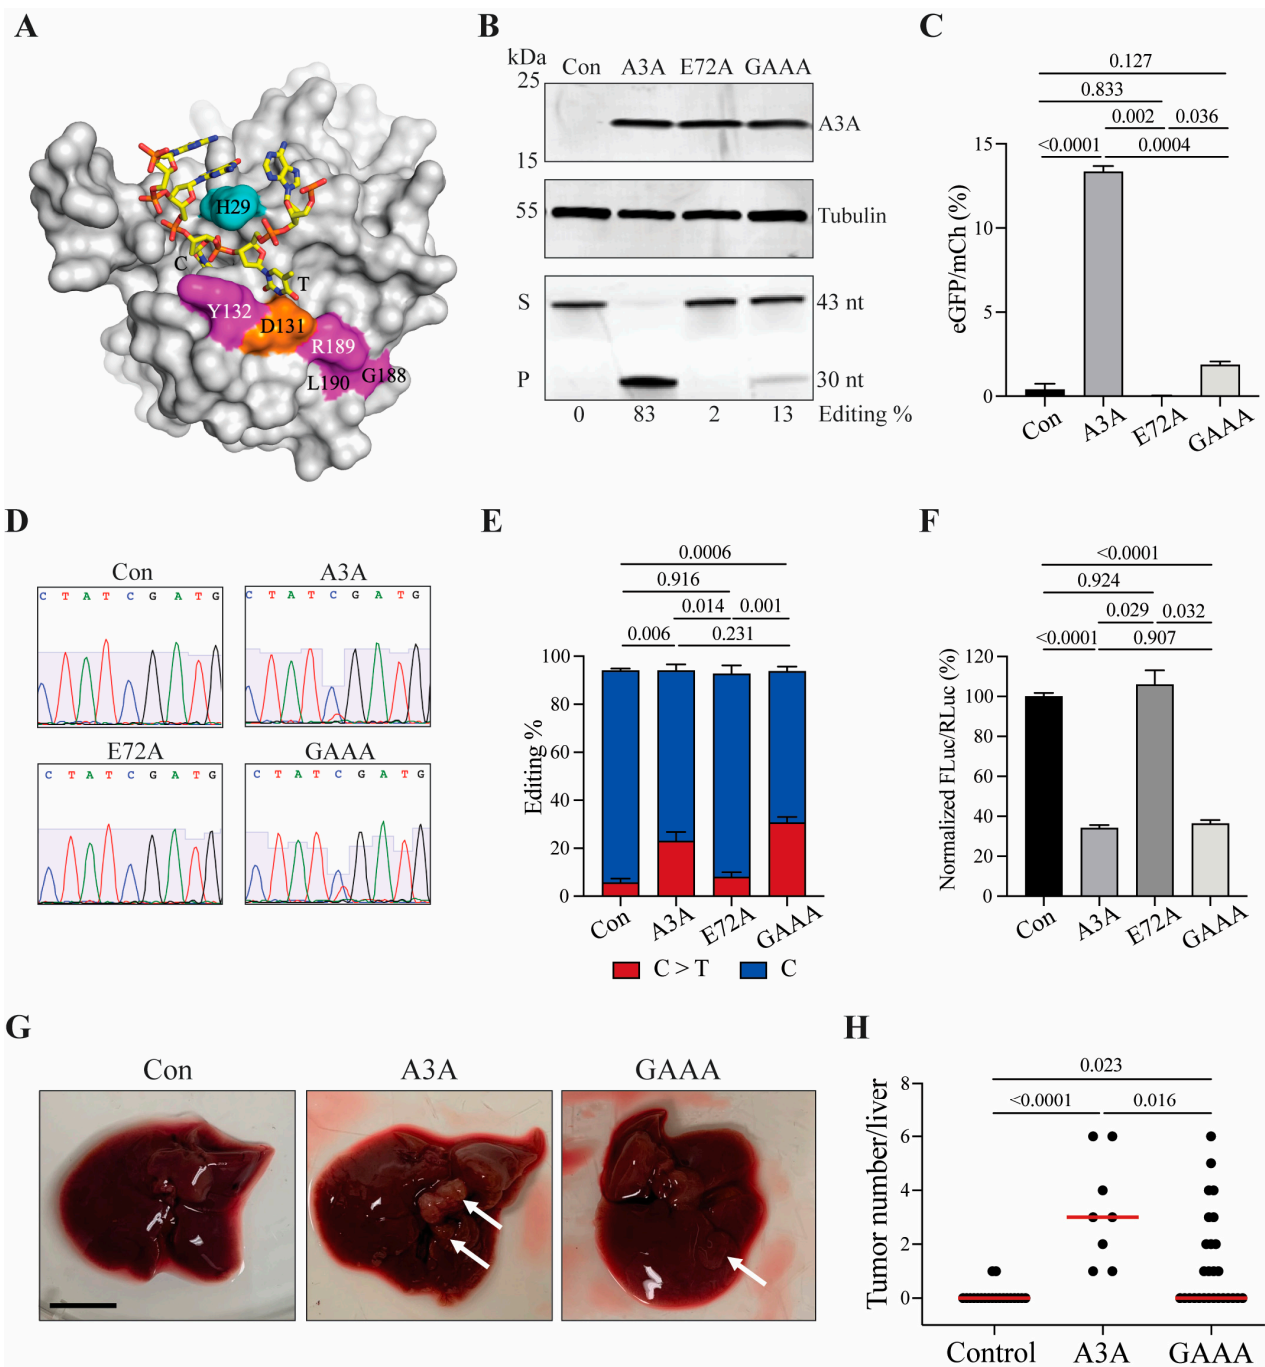 A
H29
C
T
Y132
D131
R189
L190
G188
B
kDa
Con A3A E72A GAAA
25
A3A
15
55
Tubulin
S
43 nt
P
30 nt
0 83 2 13 Editing %
C
0.127
0.833
0.002 0.036
<0.0001 0.0004
eGFP/mCh (%)
15
10
5
0
Con A3A E72A GAAA
D
Con
C T A T C G A T G
A3A
C T A T C G A T G
E72A
C T A T C G A T G
GAAA
C T A T C G A T G
E
0.0006
0.916
0.014 0.001
0.006 0.231
Editing %
100
80
60
40
20
0
Con A3A E72A GAAA
C > T C
F
<0.0001
0.924
0.029 0.032
<0.0001 0.907
Normalized FLuc/RLuc (%)
120
100
80
60
40
20
0
Con A3A E72A GAAA
G
Con
A3A
GAAA
H
0.023
<0.0001 0.016
Tumor number/liver
8
6
4
2
0
Control A3A GAAA